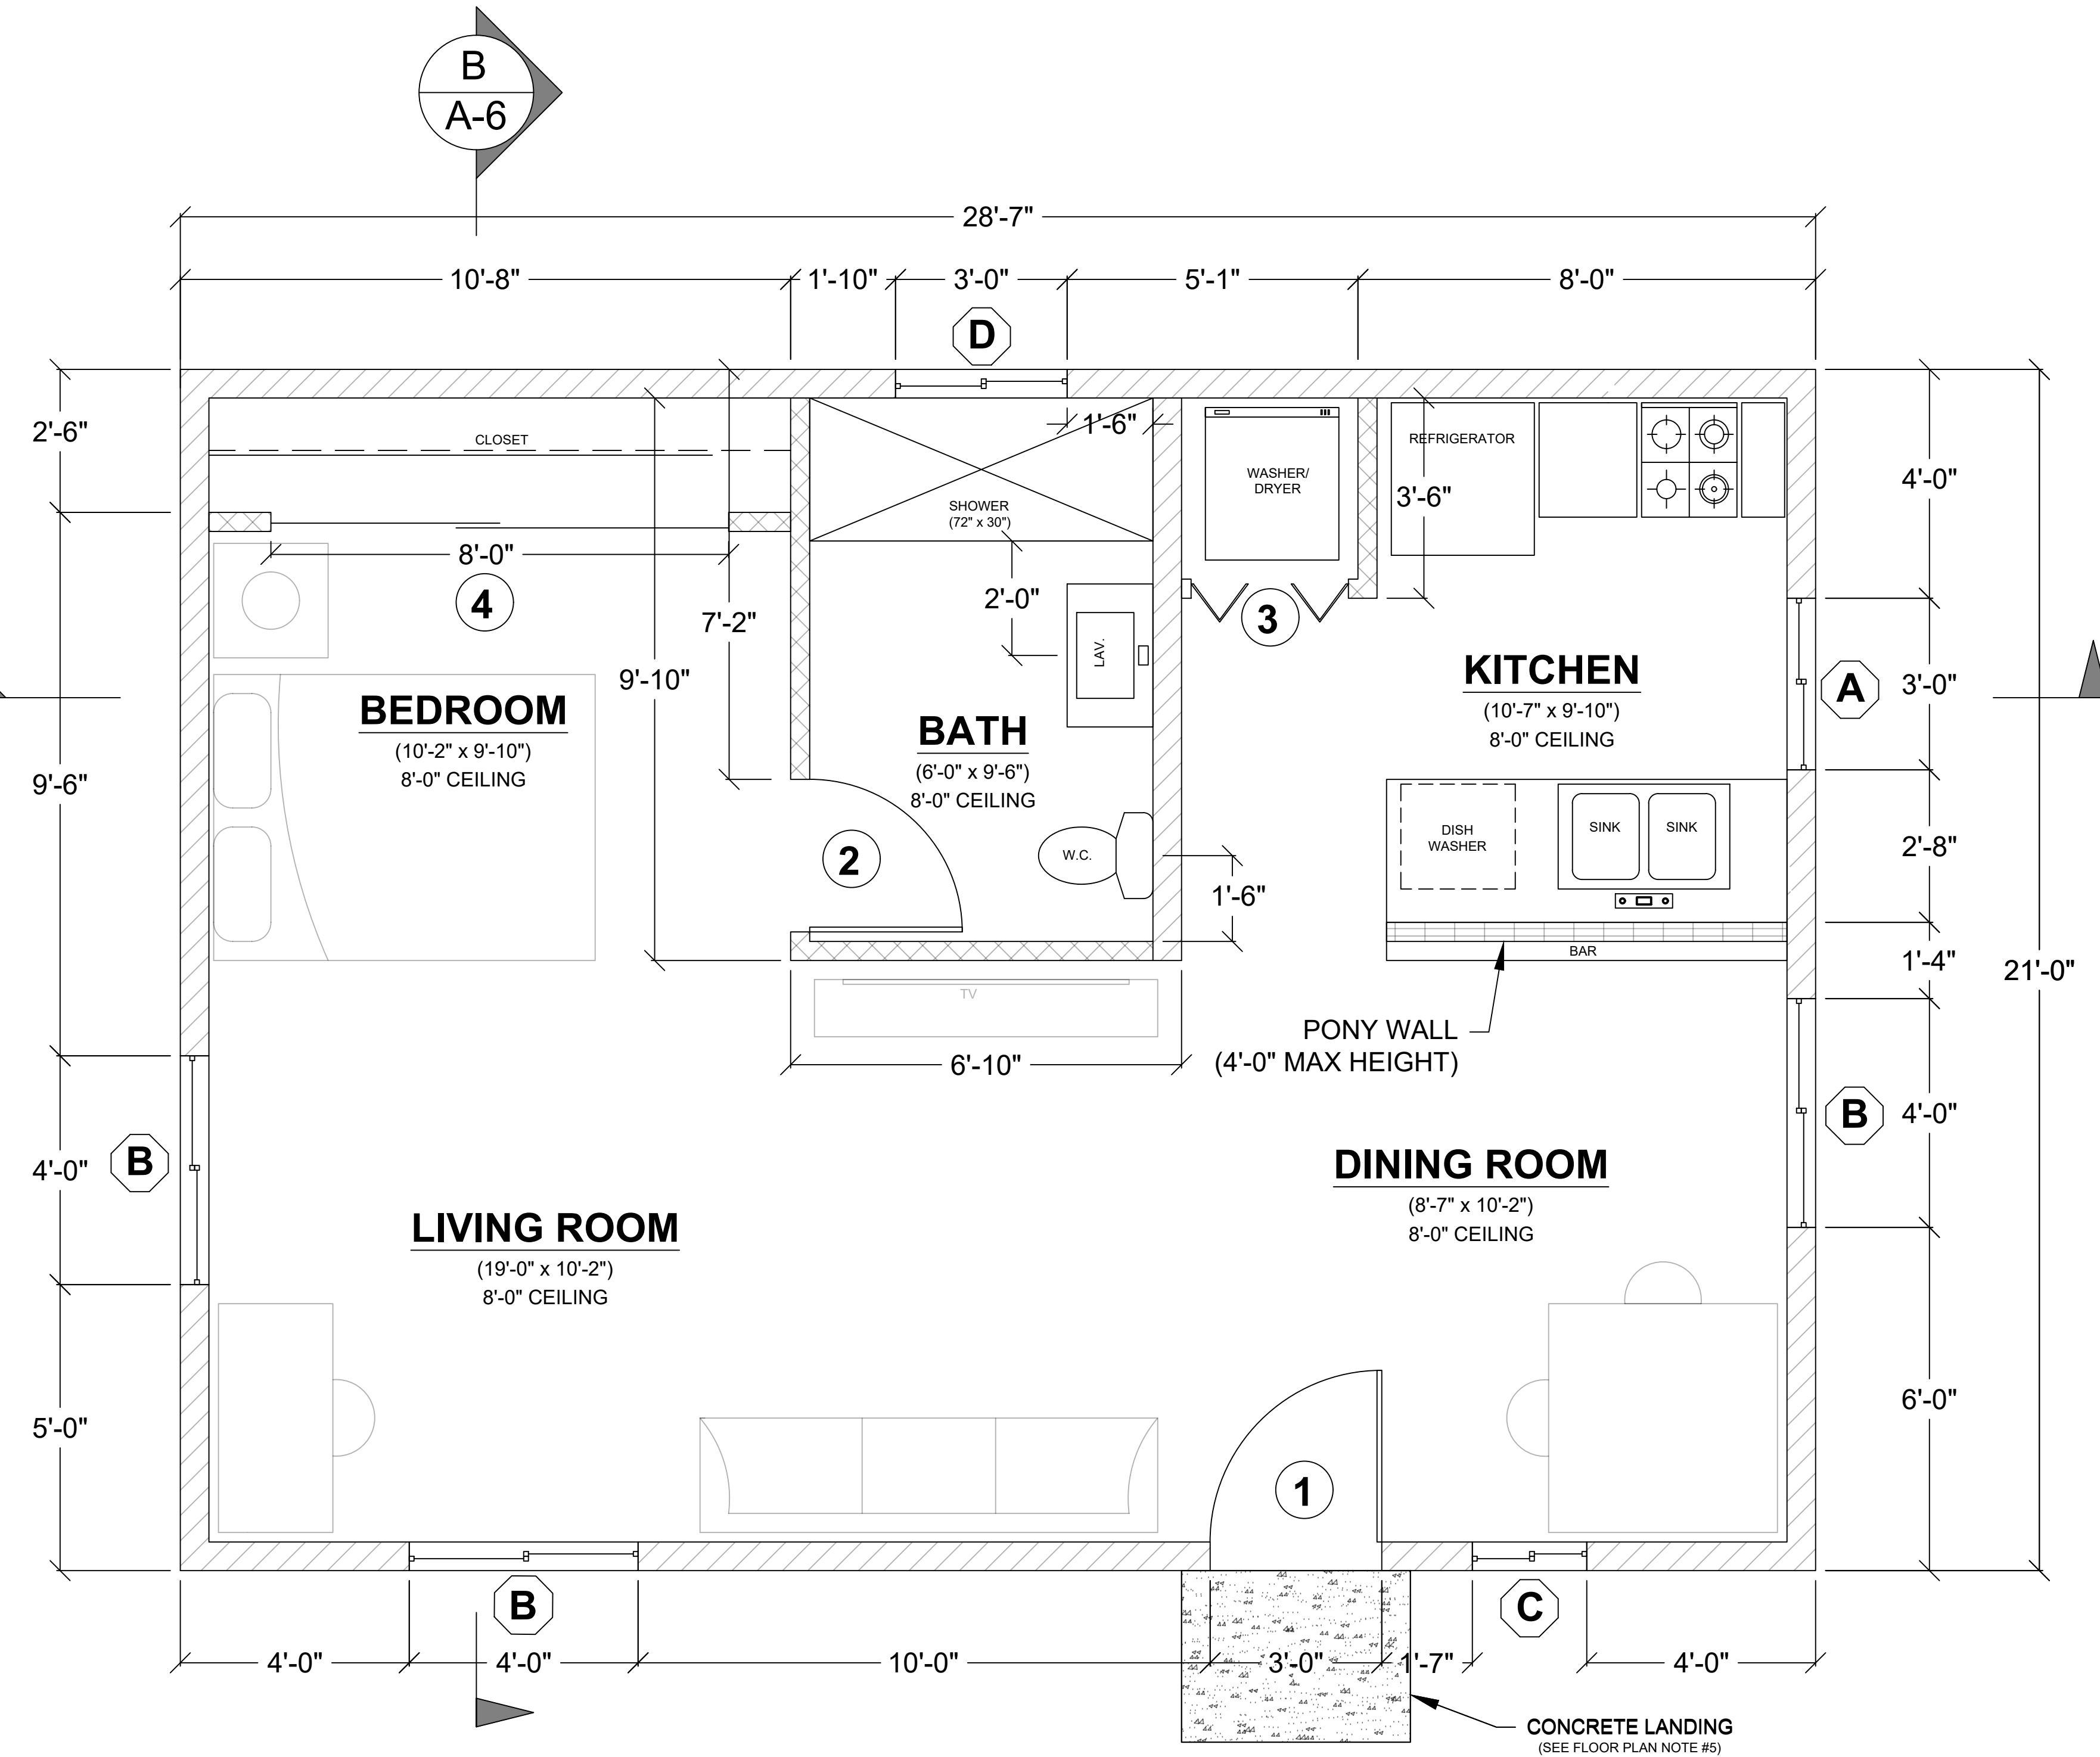 B
A-6
28'-7"
10'-8"
1'-10"
3'-0"
5'-1"
8'-0"
D
2'-6"
CLOSET
1'-6"
REFRIGERATOR
WASHER/
DRYER
4'-0"
3'-6"
SHOWER
(72" x 30")
8'-0"
4
2'-0"
3
7'-2"
LAV.
9'-10"
KITCHEN
(10'-7" x 9'-10")
8'-0" CEILING
A
3'-0"
BEDROOM
(10'-2" x 9'-10")
8'-0" CEILING
BATH
(6'-0" x 9'-6")
8'-0" CEILING
9'-6"
DISH
WASHER
SINK
SINK
2'-8"
2
W.C.
1'-6"
BAR
1'-4"
21'-0"
TV
PONY WALL
(4'-0" MAX HEIGHT)
6'-10"
B
4'-0"
4'-0"
B
DINING ROOM
(8'-7" x 10'-2")
8'-0" CEILING
LIVING ROOM
(19'-0" x 10'-2")
8'-0" CEILING
6'-0"
5'-0"
1
B
C
4'-0"
4'-0"
10'-0"
3'-0"
1'-7"
4'-0"
CONCRETE LANDING
(SEE FLOOR PLAN NOTE #5)